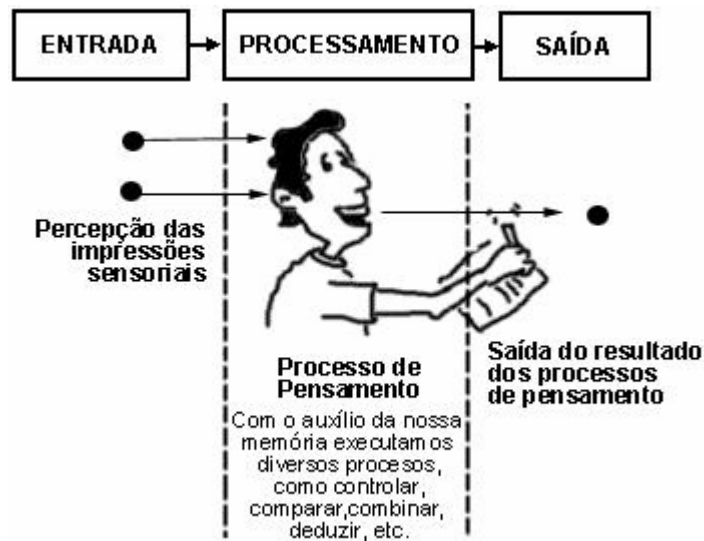 ENTRADA
PROCESSAMENTO
SAÍDA
Percepção das
impressões
sensoriais
Processo de
Pensamento
Com o auxílio da nossa
memória executamos
diversos procesos,
como controlar,
comparar,combinar,
deduzir, etc.
Saída do resultado
dos processos
de pensamento